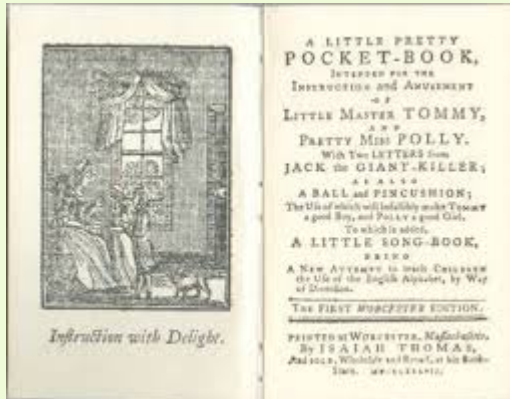 Instruction with Delight.
A LITTLE PRETTY
POCKET-BOOK,
INTENDED FOR THE
INSTRUCTION and AMUSEMENT
OF
LITTLE MASTER TOMMY,
AND
PRETTY MISS POLLY.
With Two LETTERS from
JACK the GIANT-KILLER;
AS ALSO
A BALL and PINCUSHION;
The Use of which will infallibly make TOMMY
a good Boy, and POLLY a good Girl.
To which is added,
A LITTLE SONG-BOOK,
BEING
A NEW ATTEMPT to teach CHILDREN
the Use of the English Alphabet, by Way
of Diversion.
THE FIRST WORCESTER EDITION.
PRINTED at WORCESTER, Massachusetts.
By ISAIAH THOMAS,
And SOLD, Wholesale and Retail, at his Book-
Store. MDCCLXXXVII.